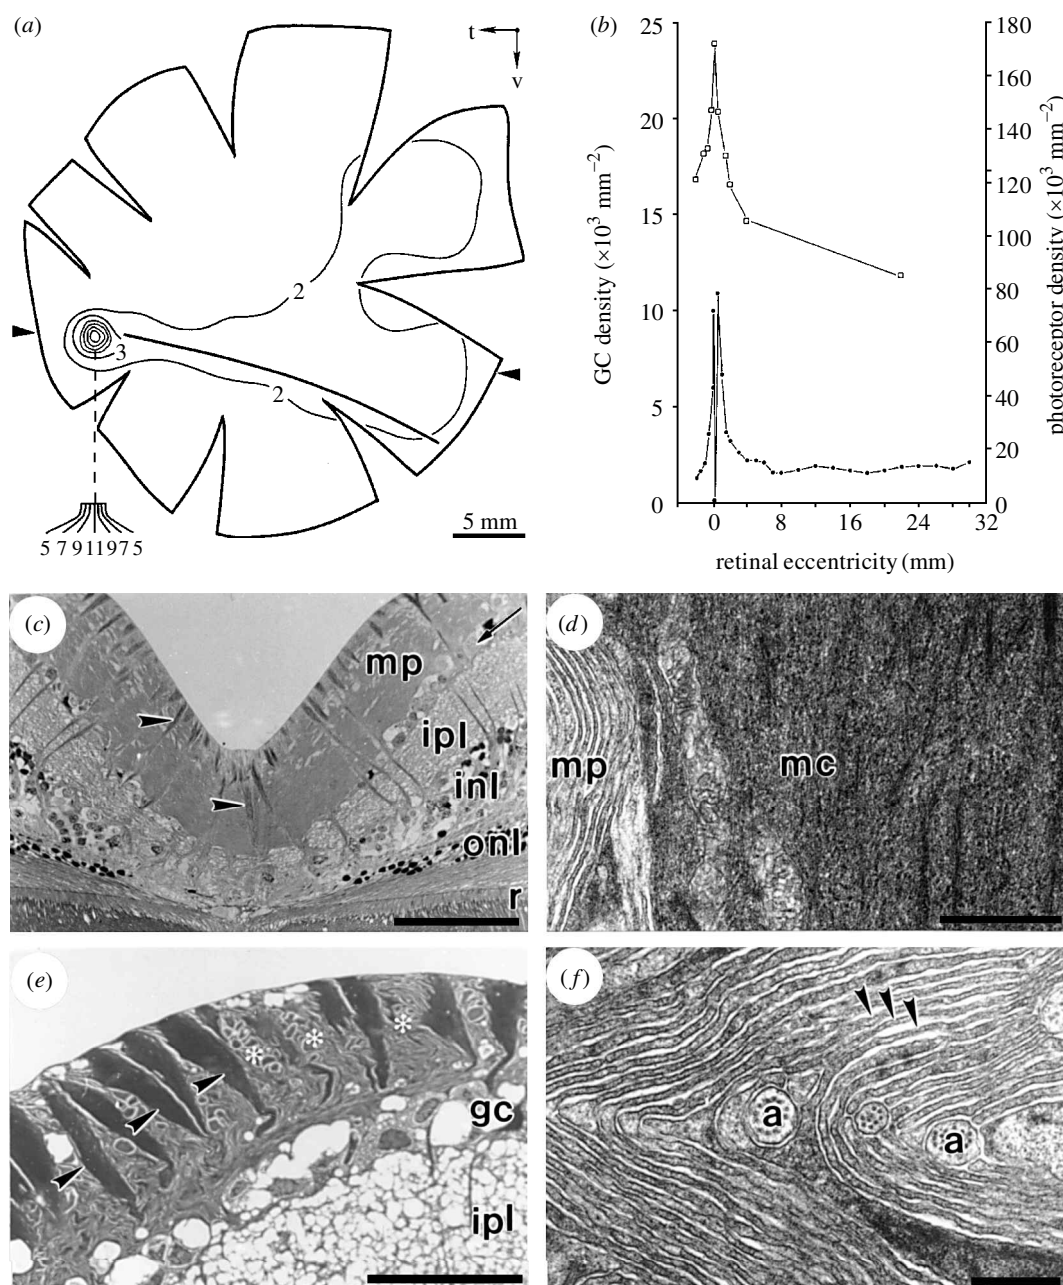 (a)
t
v
2
3
2
5 7 9 11 9 7 5
5 mm
(b)
25
20
15
10
5
0
GC density (×10³ mm⁻²)
180
160
140
120
100
80
60
40
20
0
photoreceptor density (×10³ mm⁻²)
0 8 16 24 32
retinal eccentricity (mm)
(c)
mp
ipl
inl
onl
r
(d)
mp
mc
(e)
* * *
gc
ipl
(f)
a
a